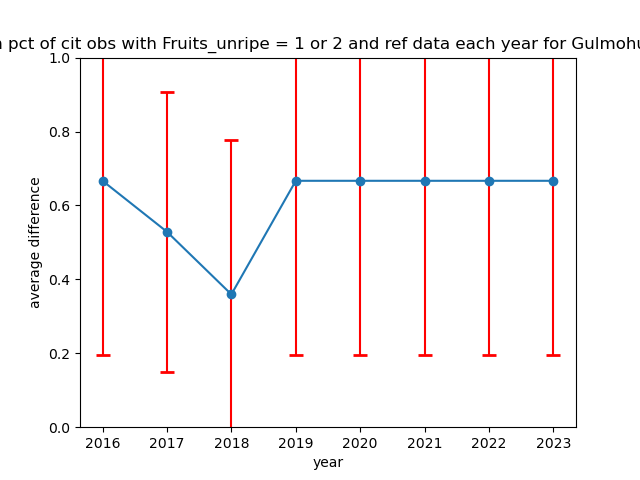 pct of cit obs with Fruits_unripe = 1 or 2 and ref data each year for
1.0
0.8
0.6
0.4
0.2
0.0
average difference
2016 2017 2018 2019 2020 2021 2022 2023
year